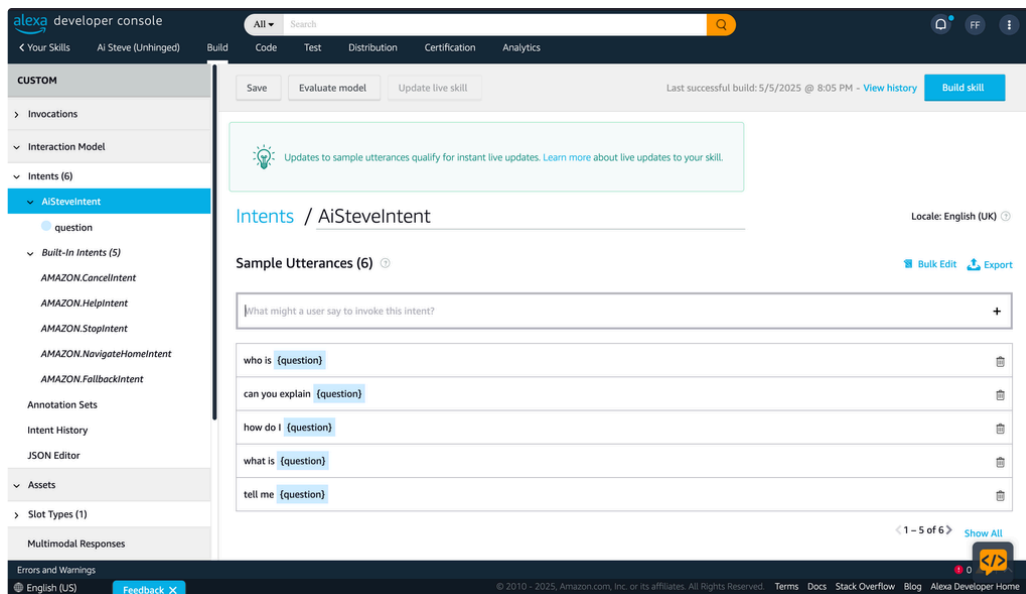 alexa developer console
All
Search
FF
Your Skills
Ai Steve (Unhinged)
Build
Code
Test
Distribution
Certification
Analytics
CUSTOM
Save
Evaluate model
Update live skill
Last successful build: 5/5/2025 @ 8:05 PM - View history
Build skill
Invocations
Interaction Model
Intents (6)
AiSteveIntent
question
Built-In Intents (5)
AMAZON.CancelIntent
AMAZON.HelpIntent
AMAZON.StopIntent
AMAZON.NavigateHomeIntent
AMAZON.FallbackIntent
Annotation Sets
Intent History
JSON Editor
Assets
Slot Types (1)
Multimodal Responses
Updates to sample utterances qualify for instant live updates. Learn more about live updates to your skill.
Intents / AiSteveIntent
Locale: English (UK)
Sample Utterances (6)
Bulk Edit
Export
What might a user say to invoke this intent?
who is {question}
can you explain {question}
how do I {question}
what is {question}
tell me {question}
1 – 5 of 6
Show All
Errors and Warnings
0
English (US)
Feedback
© 2010 - 2025, Amazon.com, Inc. or its affiliates. All Rights Reserved.
Terms
Docs
Stack Overflow
Blog
Alexa Developer Home